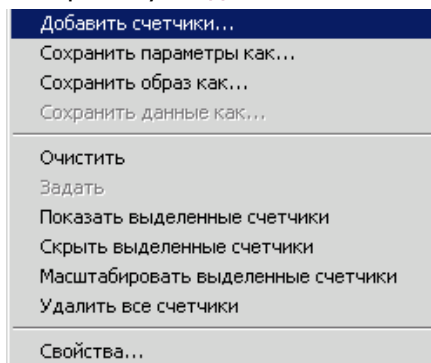 Добавить счетчики...
Сохранить параметры как...
Сохранить образ как...
Сохранить данные как...
Очистить
Задать
Показать выделенные счетчики
Скрыть выделенные счетчики
Масштабировать выделенные счетчики
Удалить все счетчики
Свойства...